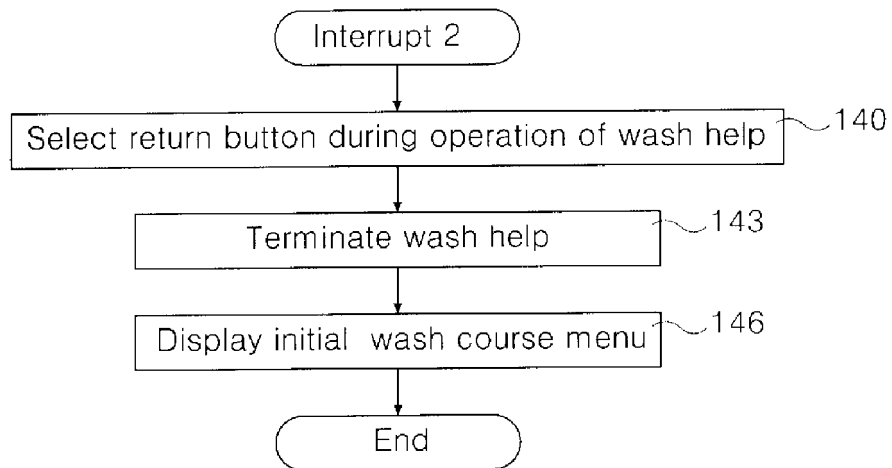 Interrupt 2
Select return button during operation of wash help
140
Terminate wash help
143
Display initial wash course menu
146
End